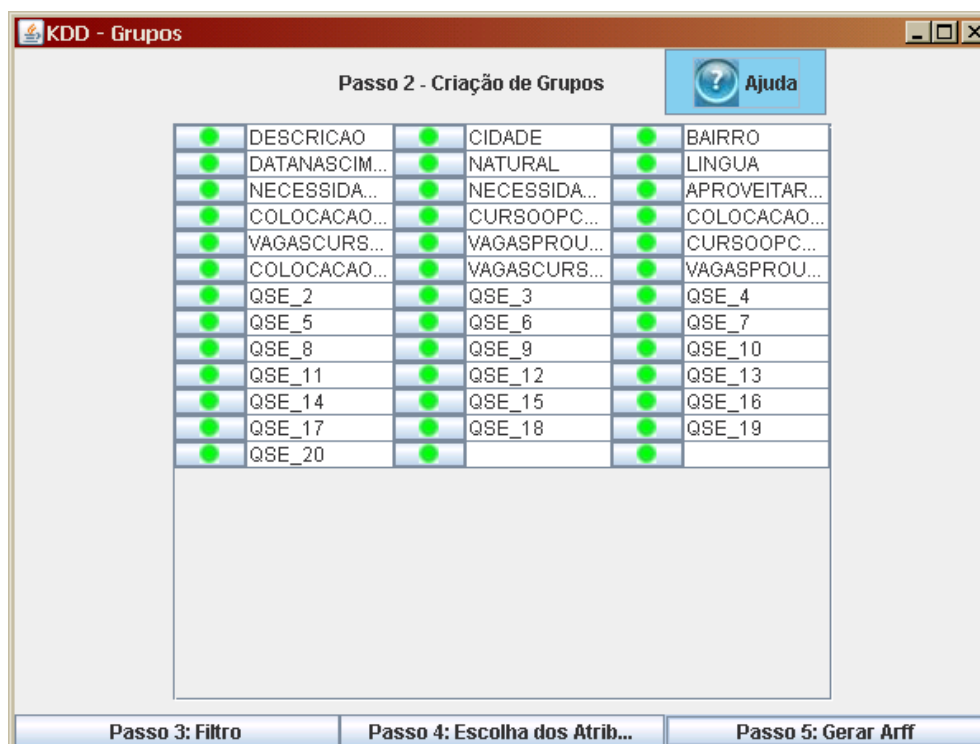 KDD - Grupos
Passo 2 - Criação de Grupos
Ajuda
DESCRICAO CIDADE BAIRRO
DATANASCIM... NATURAL LINGUA
NECESSIDA... NECESSIDA... APROVEITAR...
COLOCACAO... CURSOOPC... COLOCACAO...
VAGASCURS... VAGASPROU... CURSOOPC...
COLOCACAO... VAGASCURS... VAGASPROU...
QSE_2 QSE_3 QSE_4
QSE_5 QSE_6 QSE_7
QSE_8 QSE_9 QSE_10
QSE_11 QSE_12 QSE_13
QSE_14 QSE_15 QSE_16
QSE_17 QSE_18 QSE_19
QSE_20
Passo 3: Filtro Passo 4: Escolha dos Atrib... Passo 5: Gerar Arff